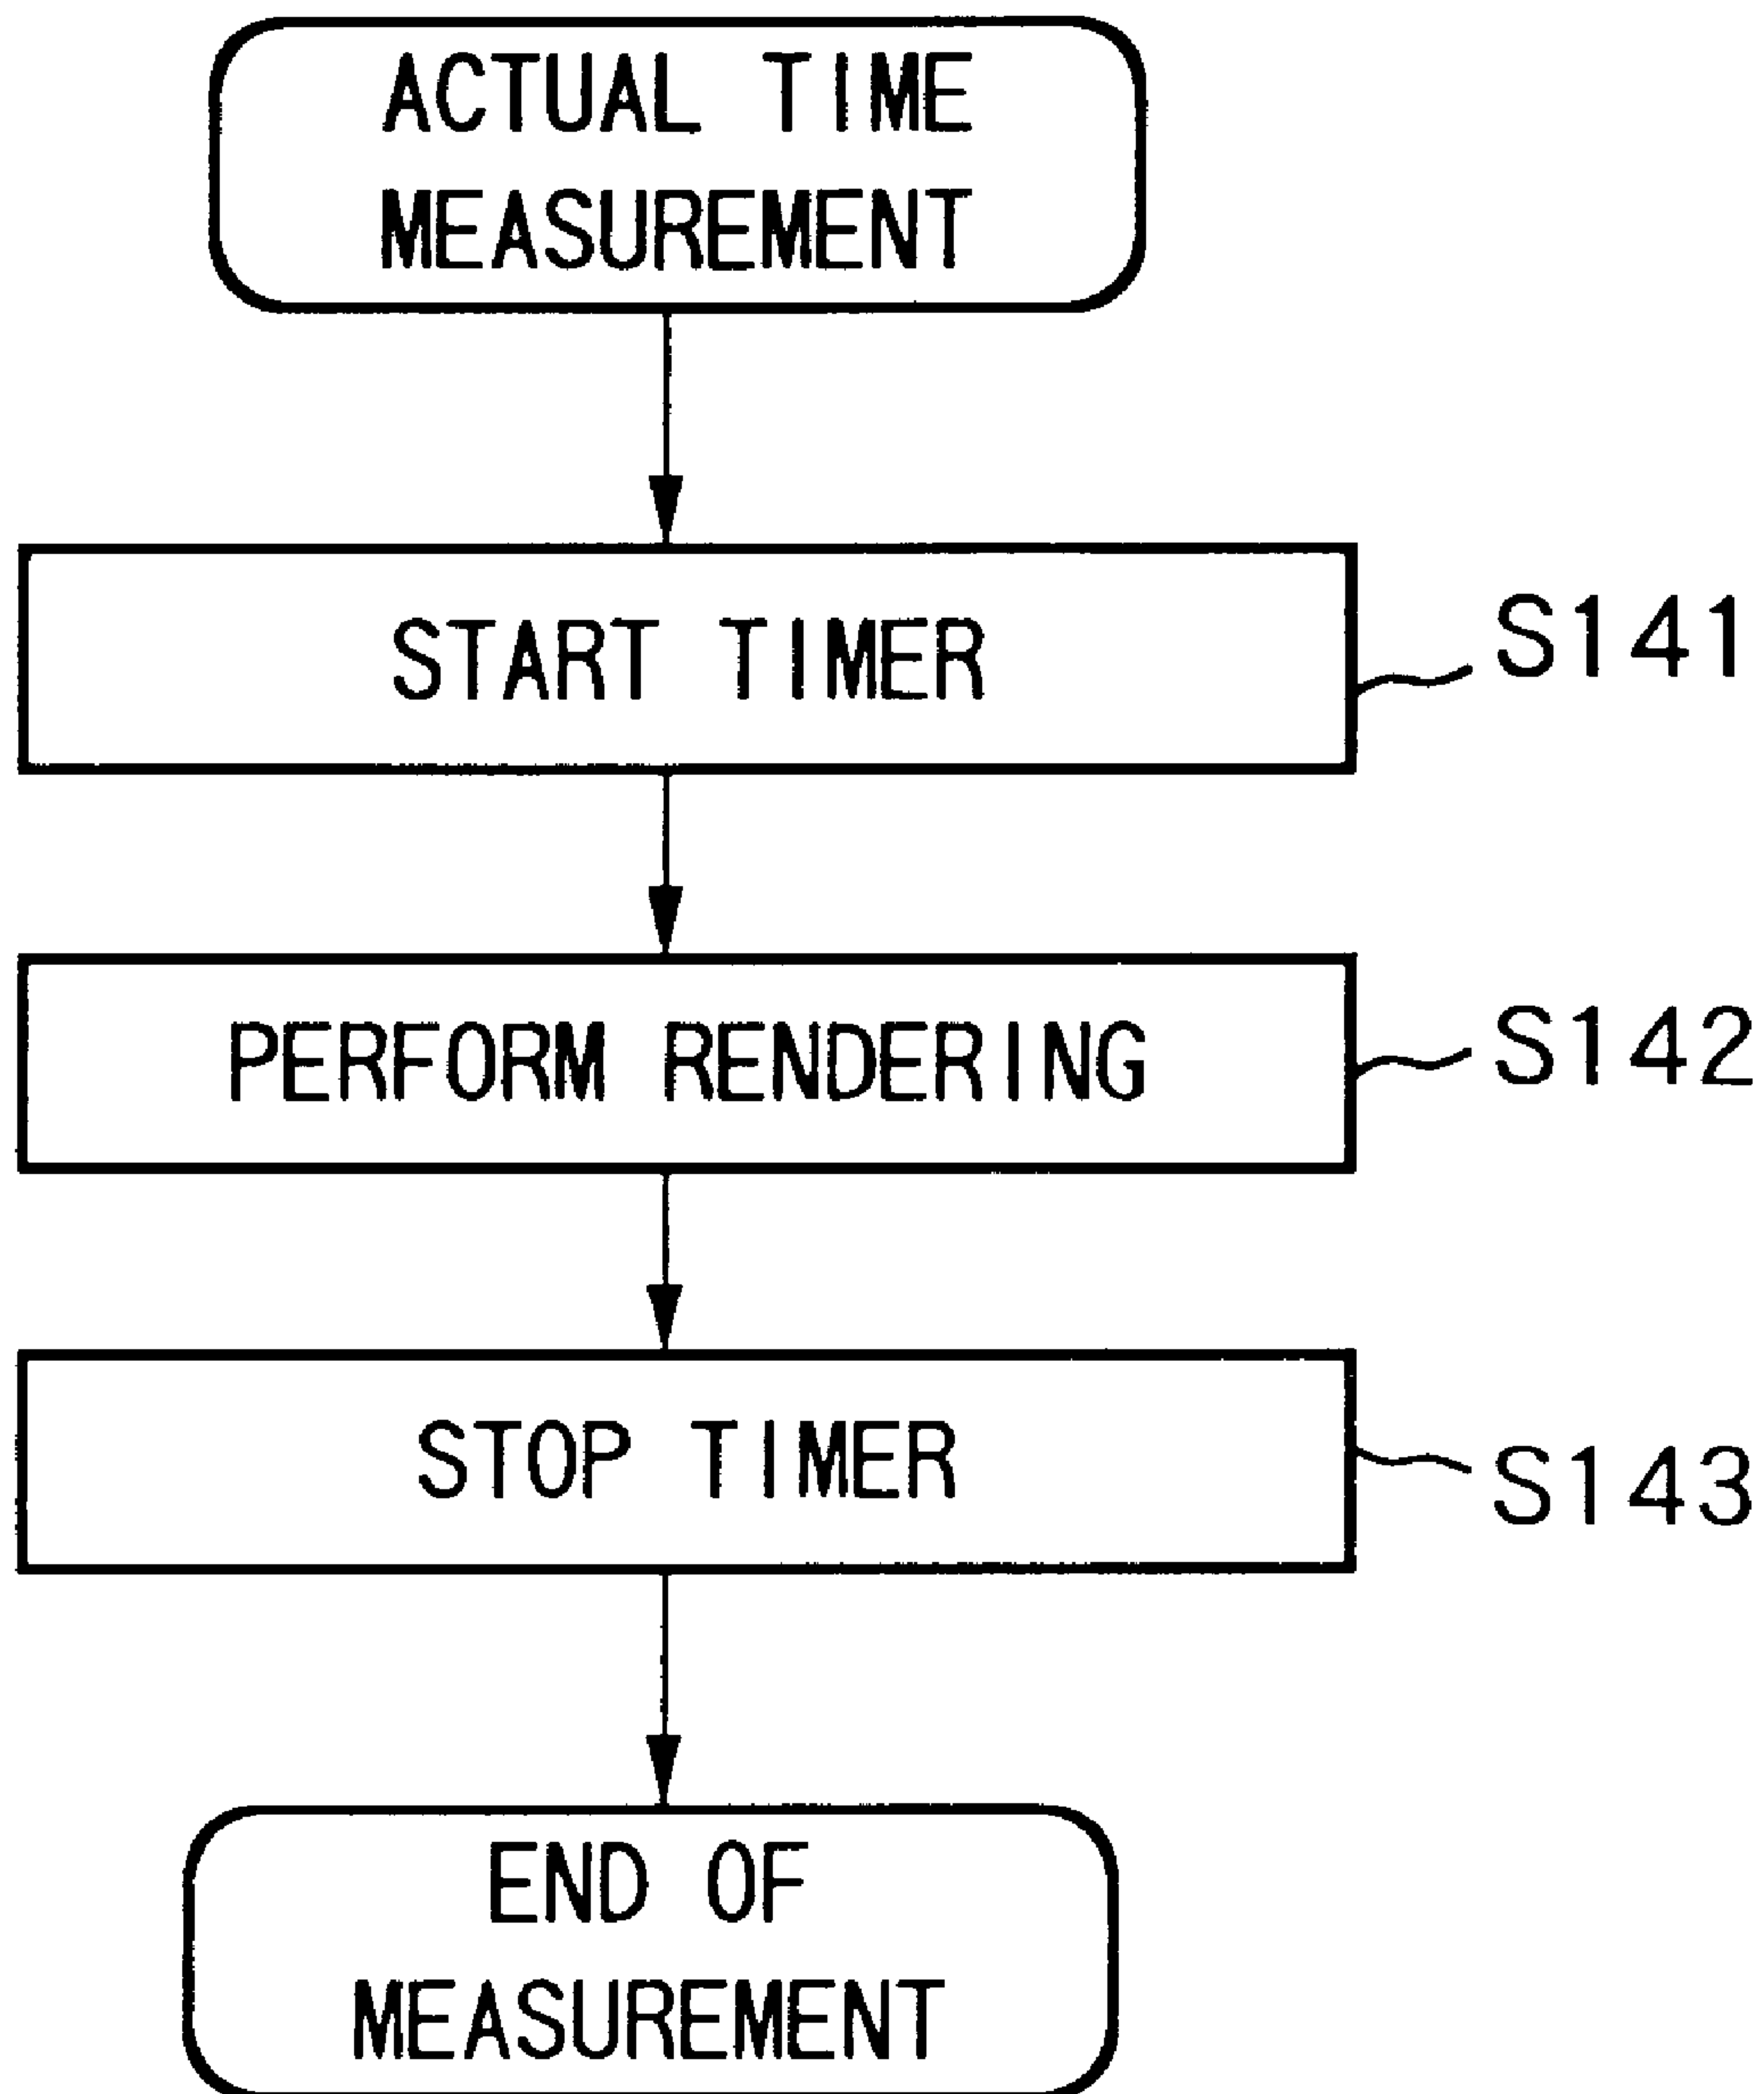 ACTUAL TIME
MEASUREMENT
START TIMER
S141
PERFORM RENDERING
S142
STOP TIMER
S143
END OF
MEASUREMENT